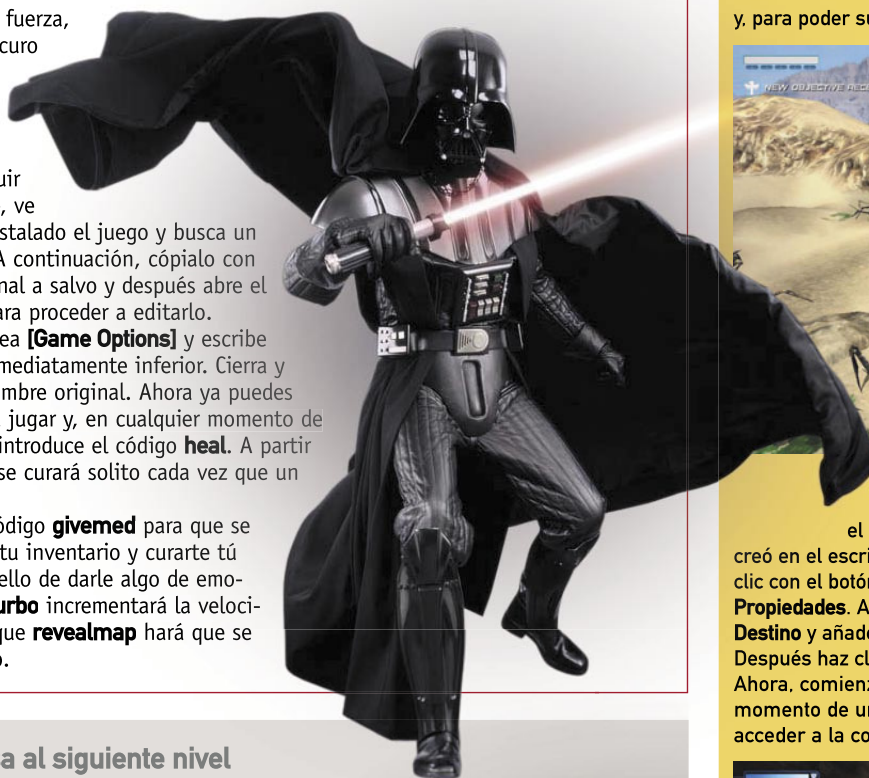 fuerza,
curo
uir
, ve
stalado el juego y busca un
A continuación, cópialo con
nal a salvo y después abre el
ara proceder a editarlo.
ea [Game Options] y escribe
mediatamente inferior. Cierra y
mbre original. Ahora ya puedes
jugar y, en cualquier momento de
introduce el código heal. A partir
se curará solito cada vez que un
ódigo givemed para que se
tu inventario y curarte tú
ello de darle algo de emo-
urbo incrementará la veloci-
que revealmap hará que se
o.
a al siguiente nivel
y, para poder su
NEW OBJECTIVE RECE
el
creó en el escri
clic con el botón
Propiedades. A
Destino y añade
Después haz cl
Ahora, comienz
momento de un
acceder a la co